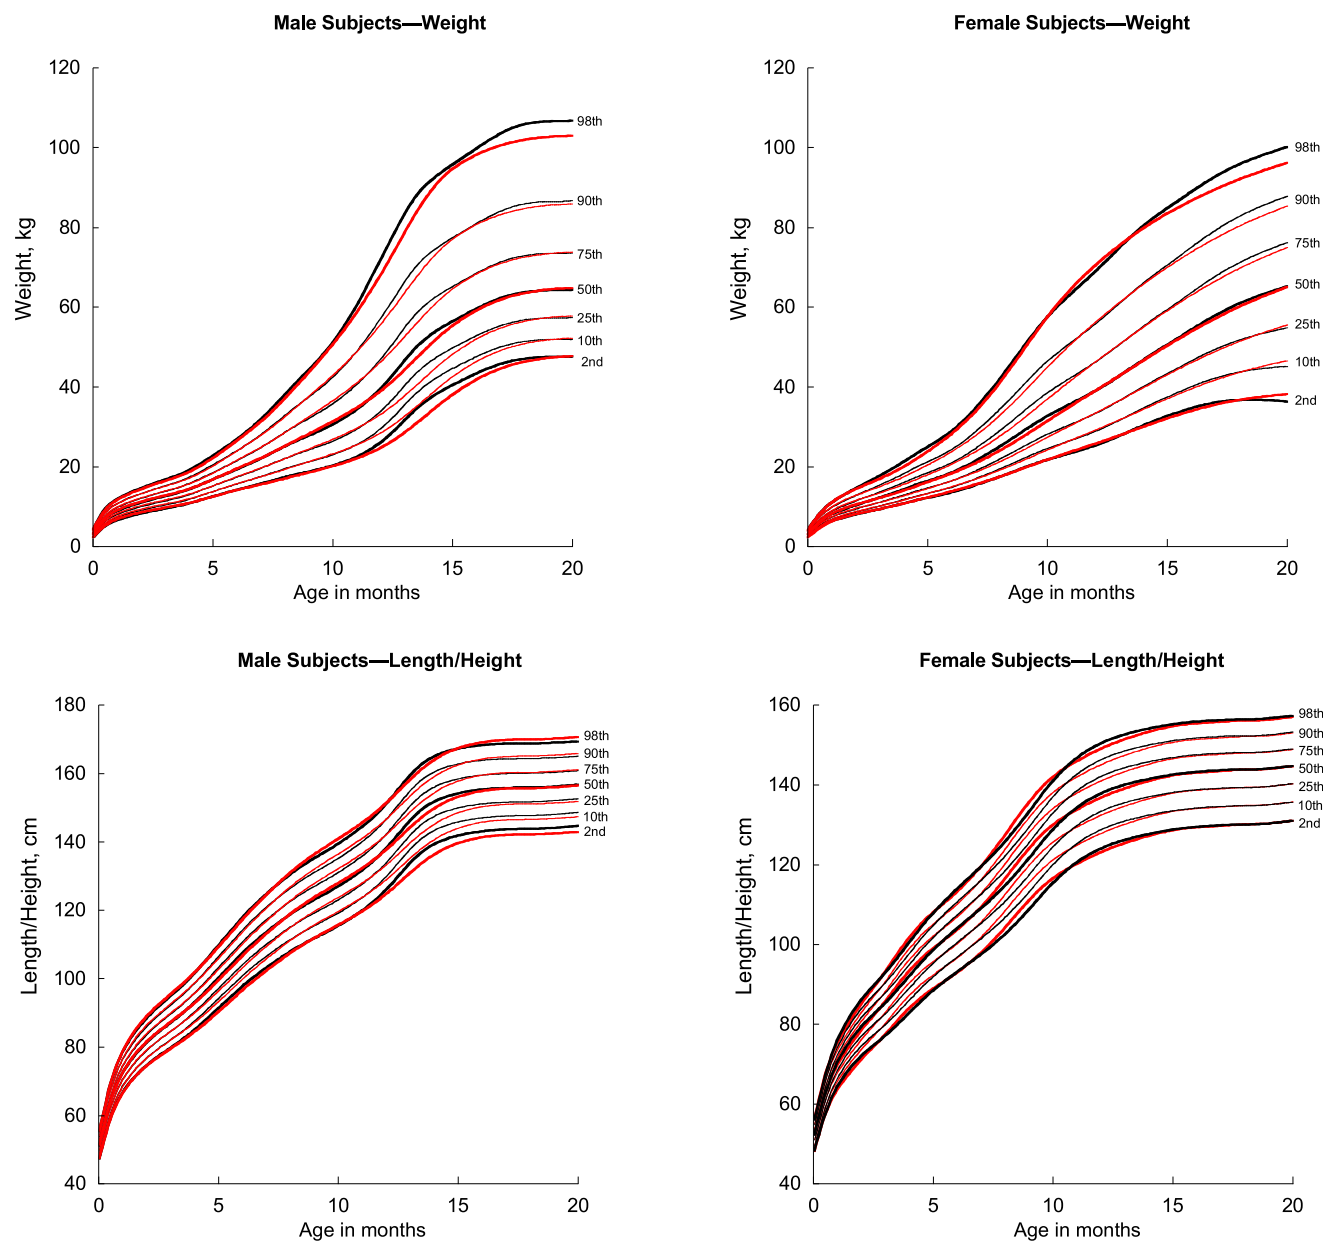 Male Subjects—Weight
120
100
80
60
40
20
0
Weight, kg
98th
90th
75th
50th
25th
10th
2nd
0 5 10 15 20
Age in months
Female Subjects—Weight
120
100
80
60
40
20
0
Weight, kg
98th
90th
75th
50th
25th
10th
2nd
0 5 10 15 20
Age in months
Male Subjects—Length/Height
180
160
140
120
100
80
60
40
Length/Height, cm
98th
90th
75th
50th
25th
10th
2nd
0 5 10 15 20
Age in months
Female Subjects—Length/Height
160
140
120
100
80
60
40
Length/Height, cm
98th
90th
75th
50th
25th
10th
2nd
0 5 10 15 20
Age in months